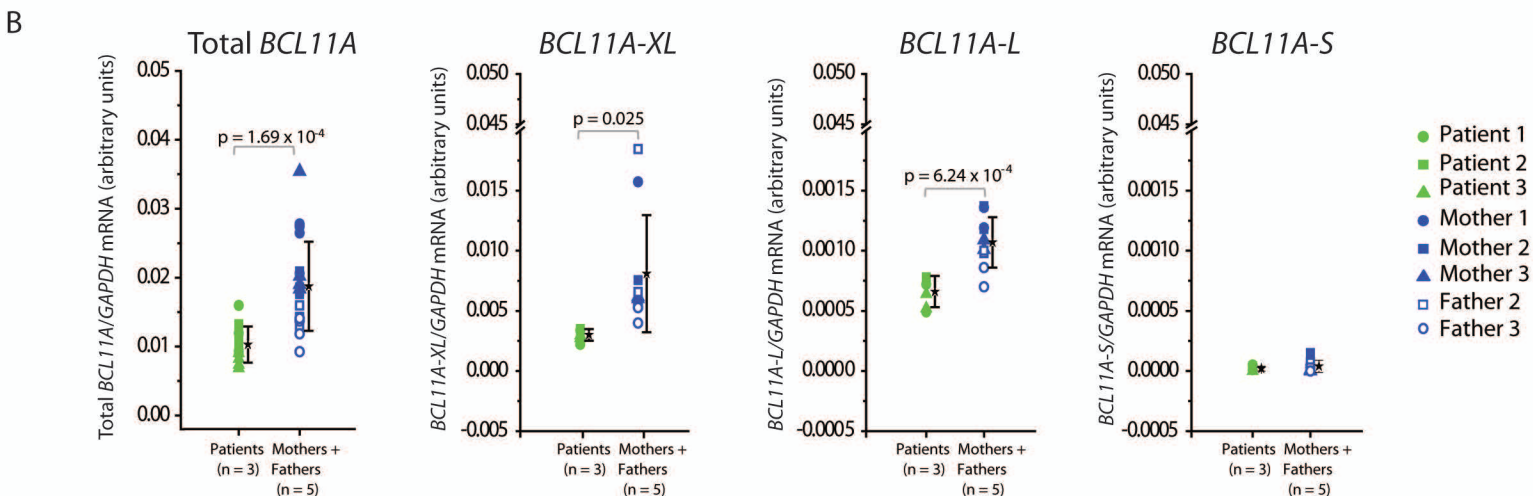 B
Total BCL11A
Total BCL11A/GAPDH mRNA (arbitrary units)
0.05
0.04
0.03
0.02
0.01
0.00
p = 1.69 x 10-4
Patients
(n = 3)
Mothers +
Fathers
(n = 5)
BCL11A-XL
BCL11A-XL/GAPDH mRNA (arbitrary units)
0.050
0.045
0.015
0.010
0.005
0.000
-0.005
p = 0.025
Patients
(n = 3)
Mothers +
Fathers
(n = 5)
BCL11A-L
BCL11A-L/GAPDH mRNA (arbitrary units)
0.050
0.045
0.0015
0.0010
0.0005
0.0000
-0.0005
p = 6.24 x 10-4
Patients
(n = 3)
Mothers +
Fathers
(n = 5)
BCL11A-S
BCL11A-S/GAPDH mRNA (arbitrary units)
0.050
0.045
0.0015
0.0010
0.0005
0.0000
-0.0005
Patients
(n = 3)
Mothers +
Fathers
(n = 5)
Patient 1
Patient 2
Patient 3
Mother 1
Mother 2
Mother 3
Father 2
Father 3